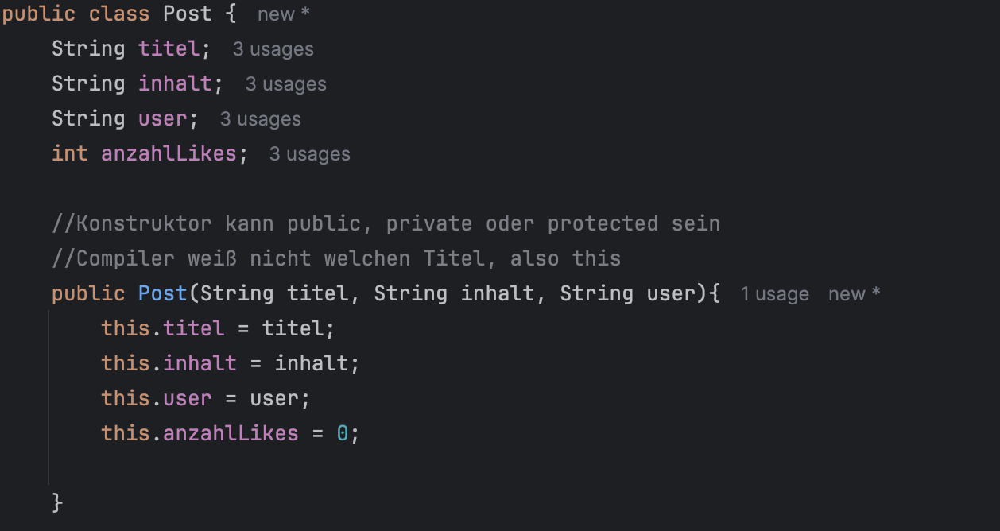 public class Post {  new *
    String titel;  3 usages
    String inhalt;  3 usages
    String user;  3 usages
    int anzahlLikes;  3 usages
    //Konstruktor kann public, private oder protected sein
    //Compiler weiß nicht welchen Titel, also this
    public Post(String titel, String inhalt, String user){  1 usage  new *
        this.titel = titel;
        this.inhalt = inhalt;
        this.user = user;
        this.anzahlLikes = 0;
    }